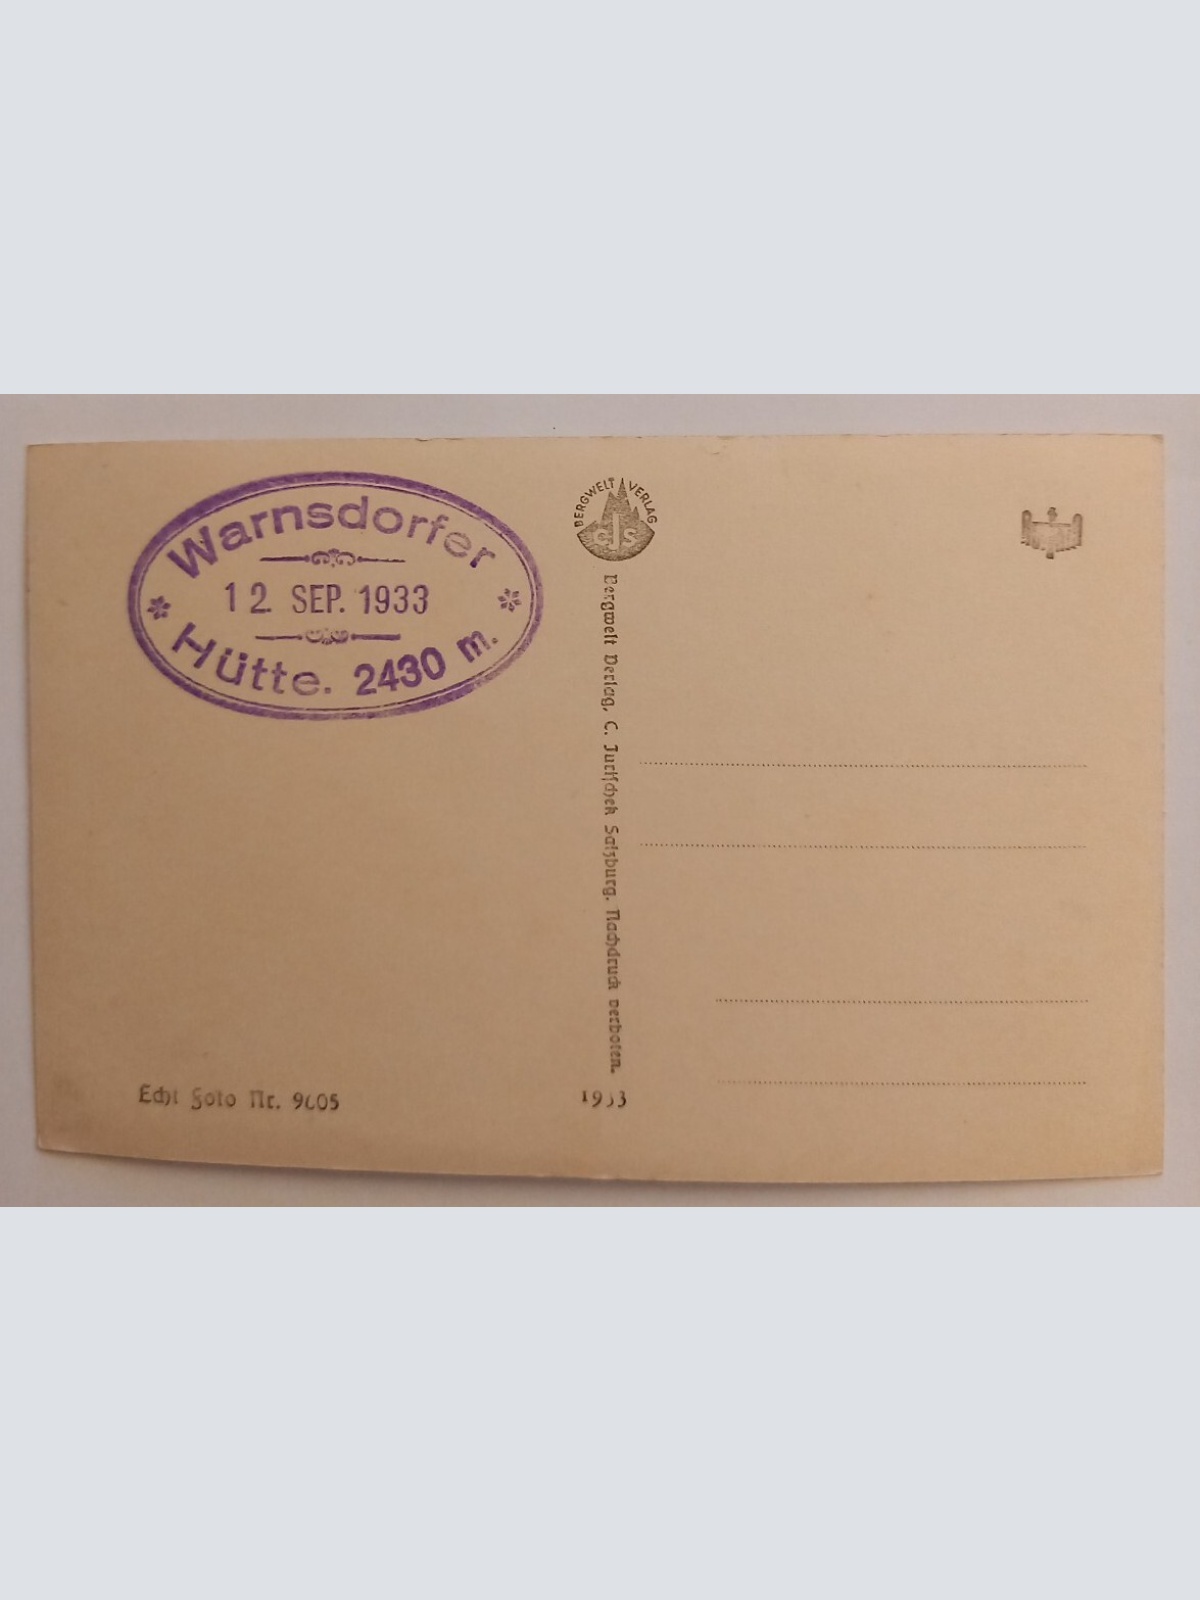 Warnsdorfer
12. SEP. 1933
Hütte. 2430 m.
BERGWELT VERLAG
CJS
Bergwelt Verlag, C. Jurischek Salzburg. Nachdruck verboten.
Echt Foto Nr. 9605
1933